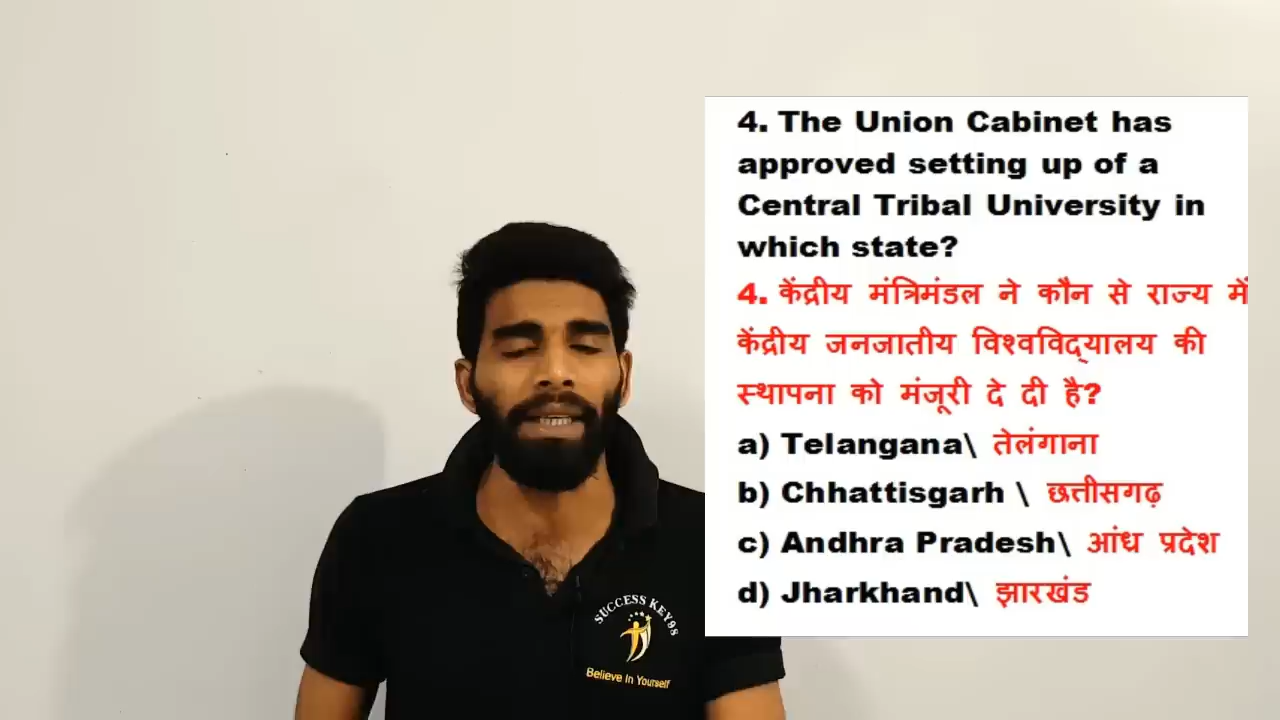 4. The Union Cabinet has
approved setting up of a
Central Tribal University in
which state?
4. केंद्रीय मंत्रिमंडल ने कौन से राज्य में
केंद्रीय जनजातीय विश्वविद्यालय की
स्थापना को मंजूरी दे दी है?
a) Telangana\ तेलंगाना
b) Chhattisgarh \ छत्तीसगढ़
c) Andhra Pradesh\ आंध प्रदेश
d) Jharkhand\ झारखंड
SUCCESS KEY98
Believe In Yourself